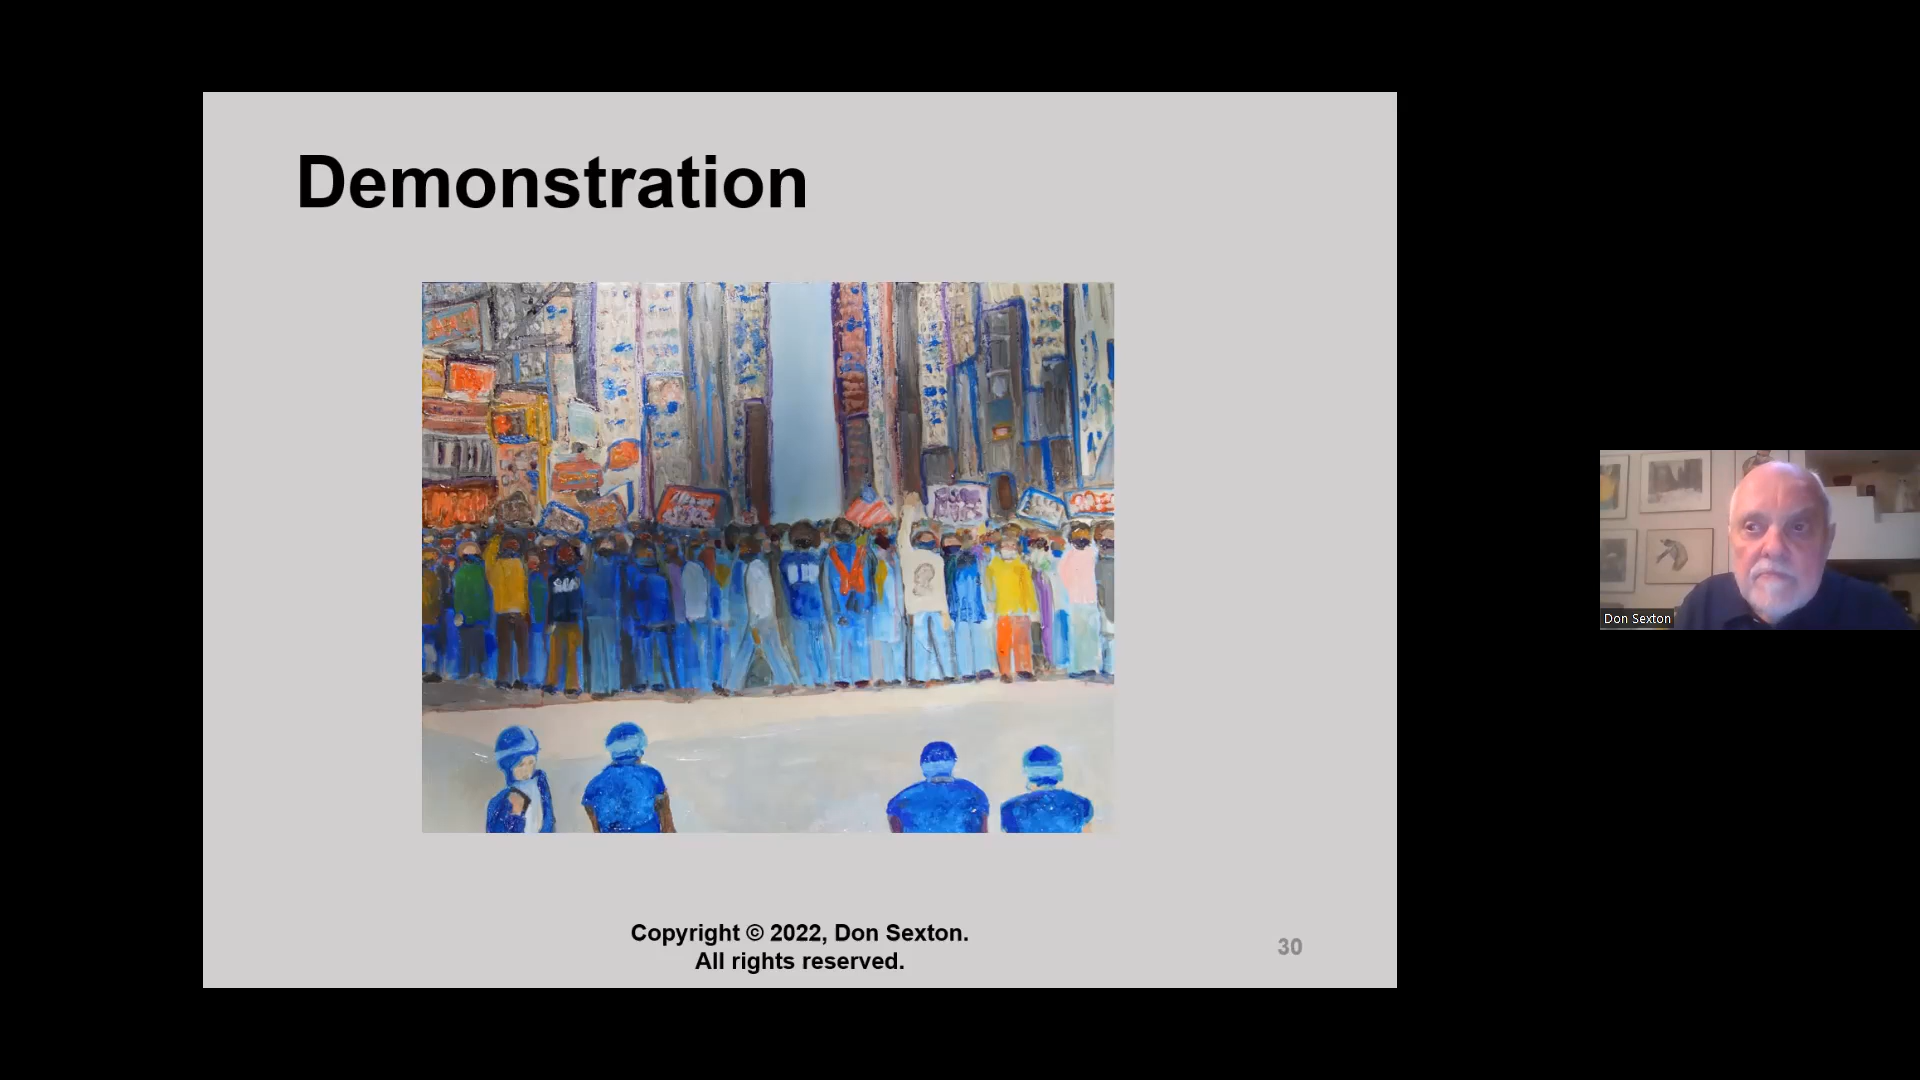 Demonstration
Copyright © 2022, Don Sexton.
All rights reserved.
30
Don Sexton